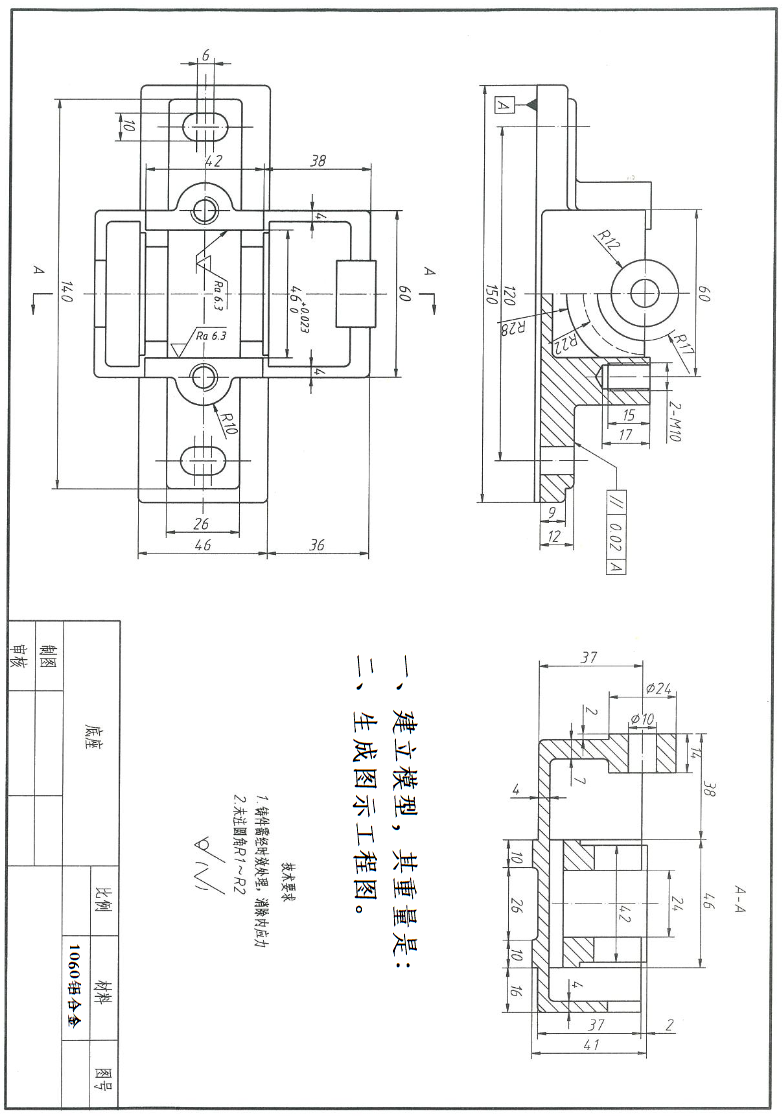 6
10
42
38
4
60
A
A
140
Ra 6.3
Ra 6.3
46 +0.023 0
4
R10
26
46
36
A
R12
60
120
150
R28
R22
R17
15
17
2-M10
9
12
// 0.02 A
37
φ24
2
φ10
14
7
38
4
A-A
10
26
10
16
42
24
46
4
37
2
41
一、建立模型，其重量是：
二、生成图示工程图。
技术要求
1.铸件需经时效处理，消除内应力
2.未注圆角R1~R2
底座
比例
材料
图号
1060铝合金
制图
审核